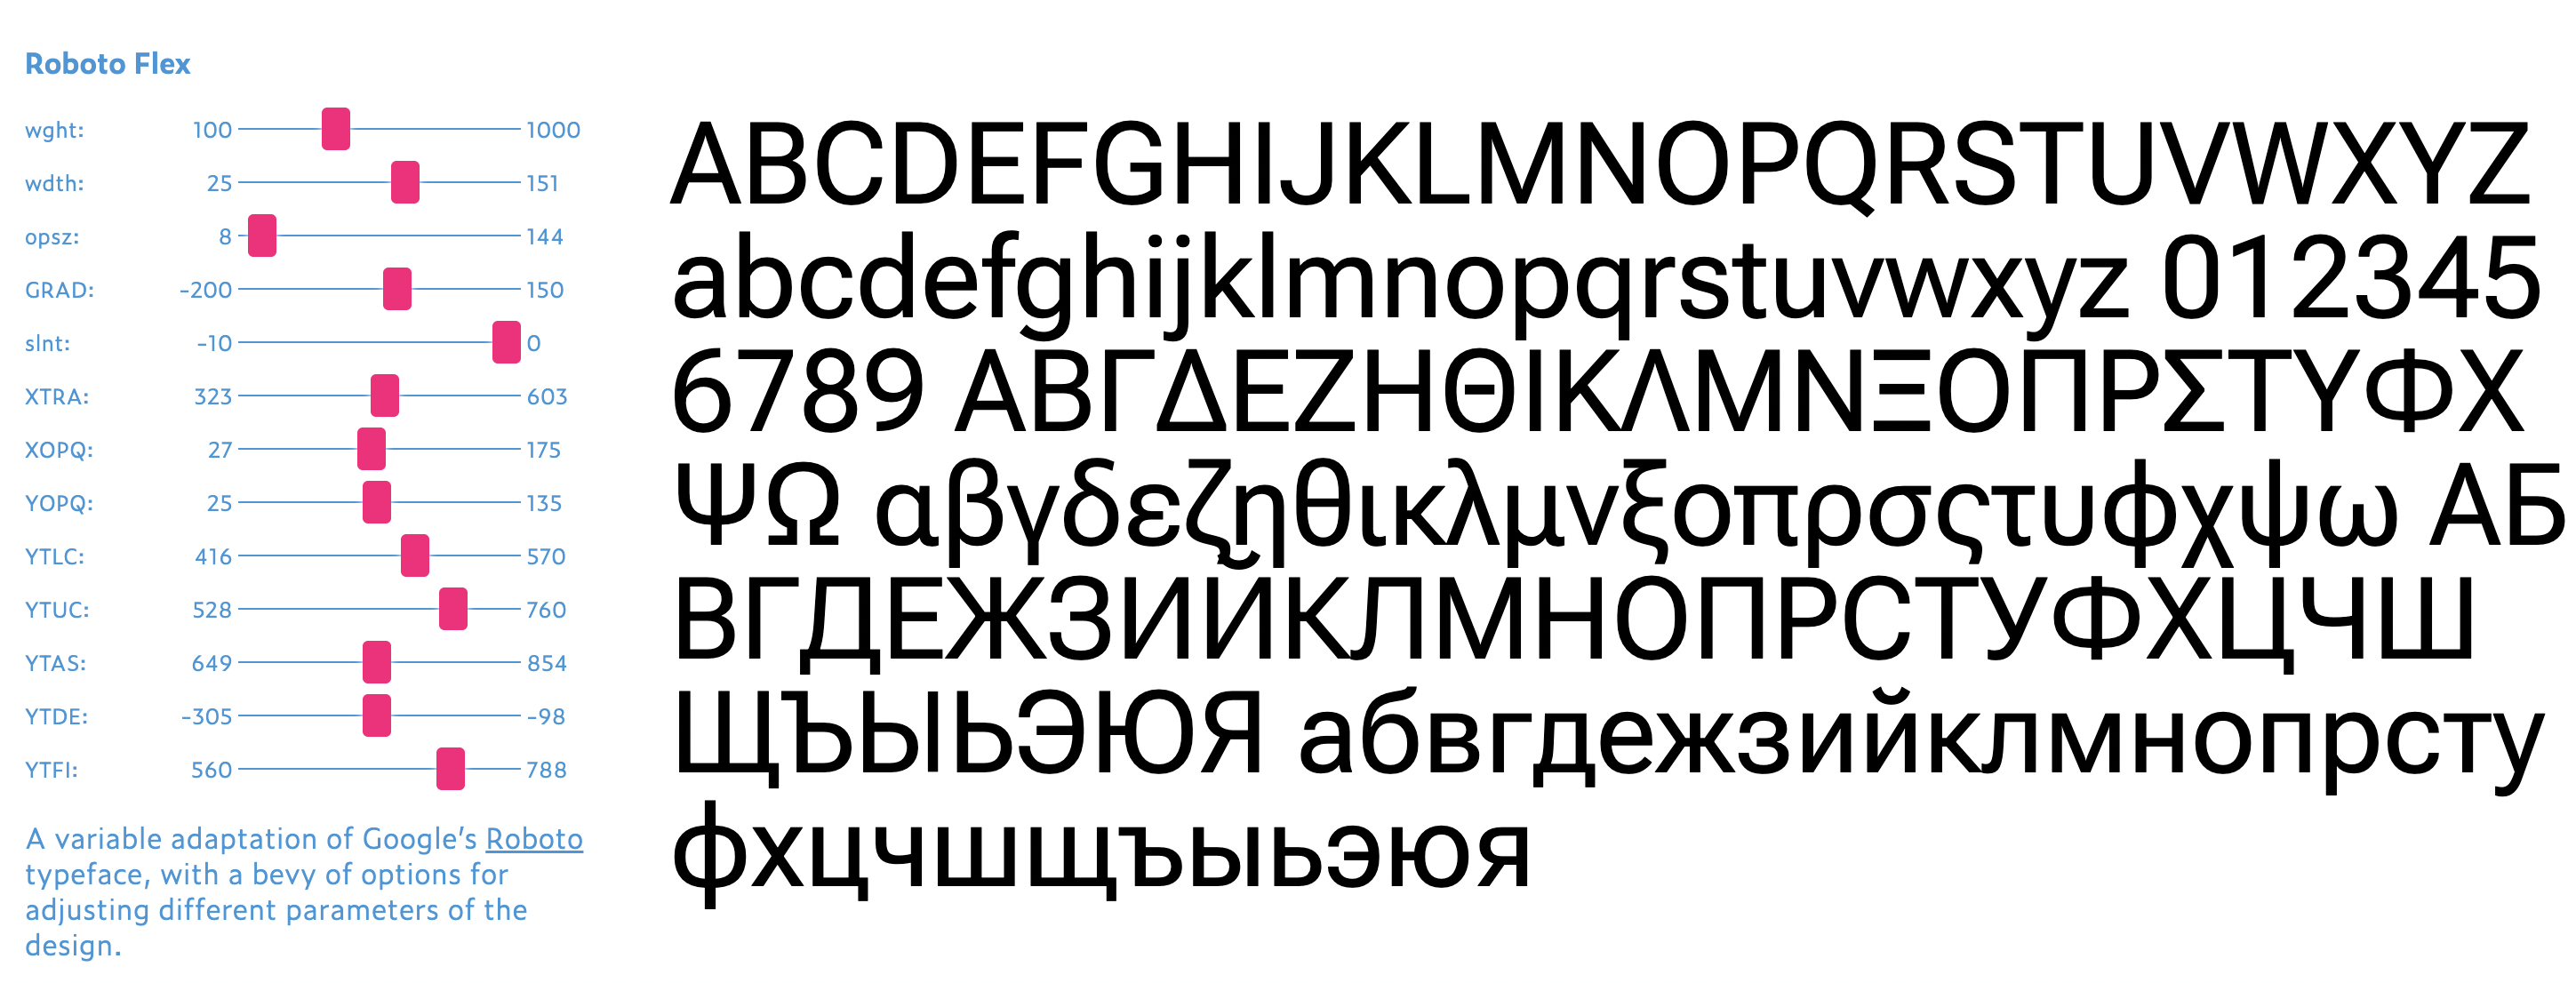 Roboto Flex
wght: 100 1000
wdth: 25 151
opsz: 8 144
GRAD: -200 150
slnt: -10 0
XTRA: 323 603
XOPQ: 27 175
YOPQ: 25 135
YTLC: 416 570
YTUC: 528 760
YTAS: 649 854
YTDE: -305 -98
YTFI: 560 788
A variable adaptation of Google’s Roboto
typeface, with a bevy of options for
adjusting different parameters of the
design.
ABCDEFGHIJKLMNOPQRSTUVWXYZ
abcdefghijklmnopqrstuvwxyz 012345
6789 ΑΒΓΔΕΖΗΘΙΚΛΜΝΞΟΠΡΣΤΥΦΧ
ΨΩ αβγδεζηθικλμνξοπρσςτυφχψω АБ
ВГДЕЖЗИЙКЛМНОПРСТУФХЦЧШ
ЩЪЫЬЭЮЯ абвгдежзийклмнопрсту
фхцчшщъыьэюя